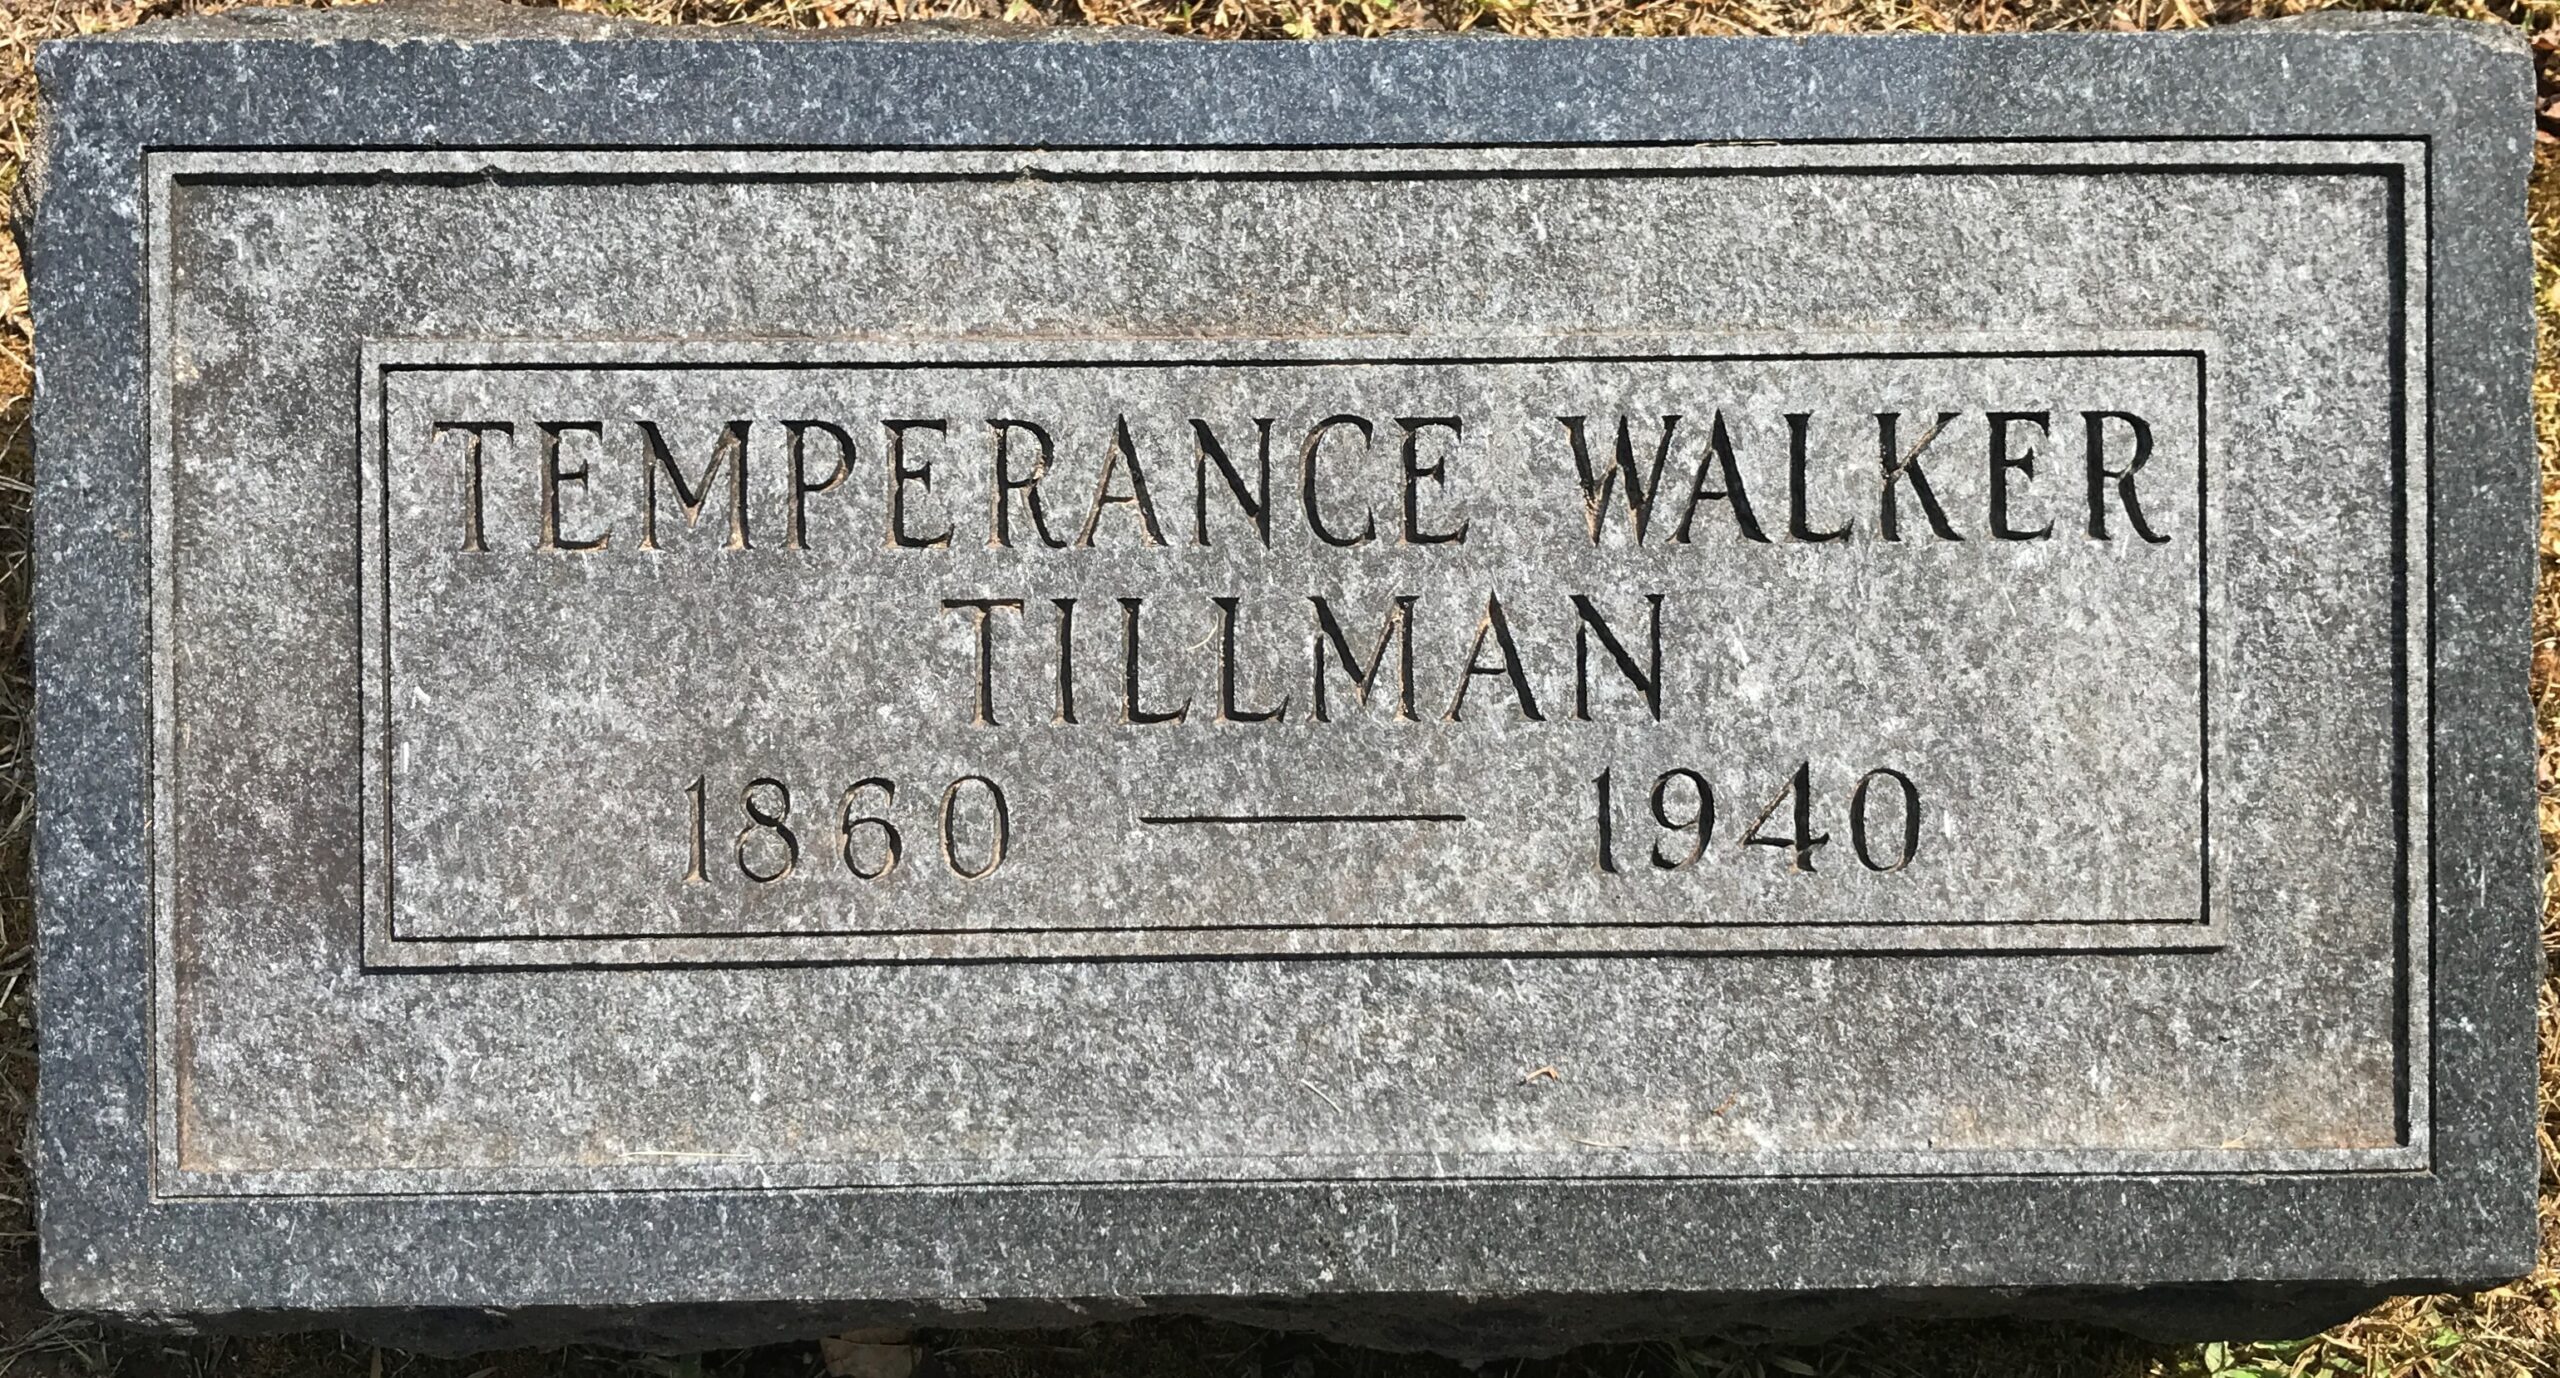 TEMPERANCE WALKER
TILLMAN
1860 — 1940